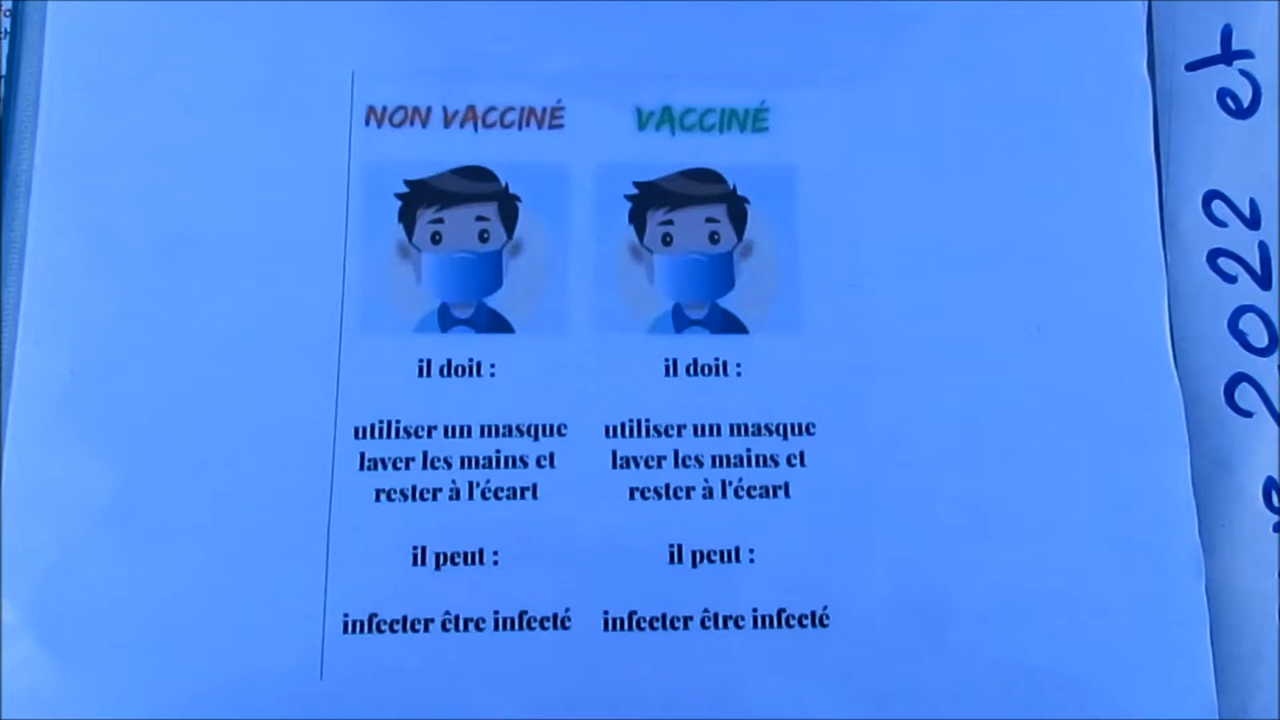 NON VACCINÉ
il doit :
utiliser un masque
laver les mains et
rester à l'écart
il peut :
infecter être infecté
VACCINÉ
il doit :
utiliser un masque
laver les mains et
rester à l'écart
il peut :
infecter être infecté
2022 et